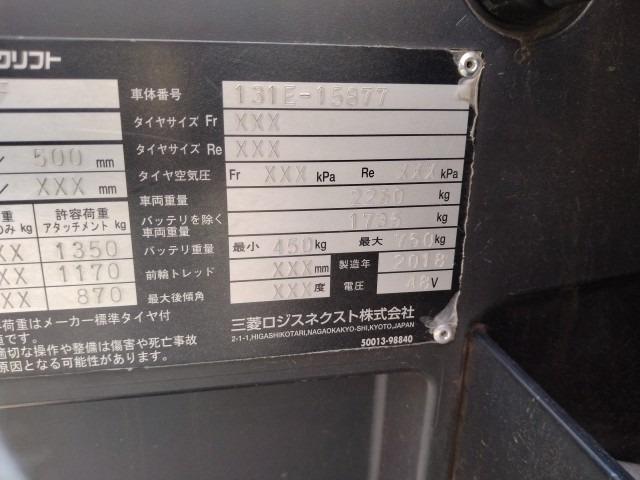 クリフト
車体番号 131E-15877
タイヤサイズ Fr XXX
タイヤサイズ Re XXX
500 mm タイヤ空気圧 Fr XXX kPa Re XXX kPa
XXX mm 車両重量 2250 kg
許容荷重 アタッチメント kg バッテリを除く 車両重量 1735 kg
XX 1350 バッテリ重量 最小 450 kg 最大 750 kg
XX 1170 前輪トレッド XXX mm 製造年 2018
XX 870 最大後傾角 XXX 度 電圧 48 V
荷重はメーカー標準タイヤ付
です。
適切な操作や整備は傷害や死亡事故
原因となる可能性があります。
三菱ロジスネクスト株式会社
2-1-1,HIGASHIKOTARI,NAGAOKAKYO-SHI,KYOTO,JAPAN
50013-98840